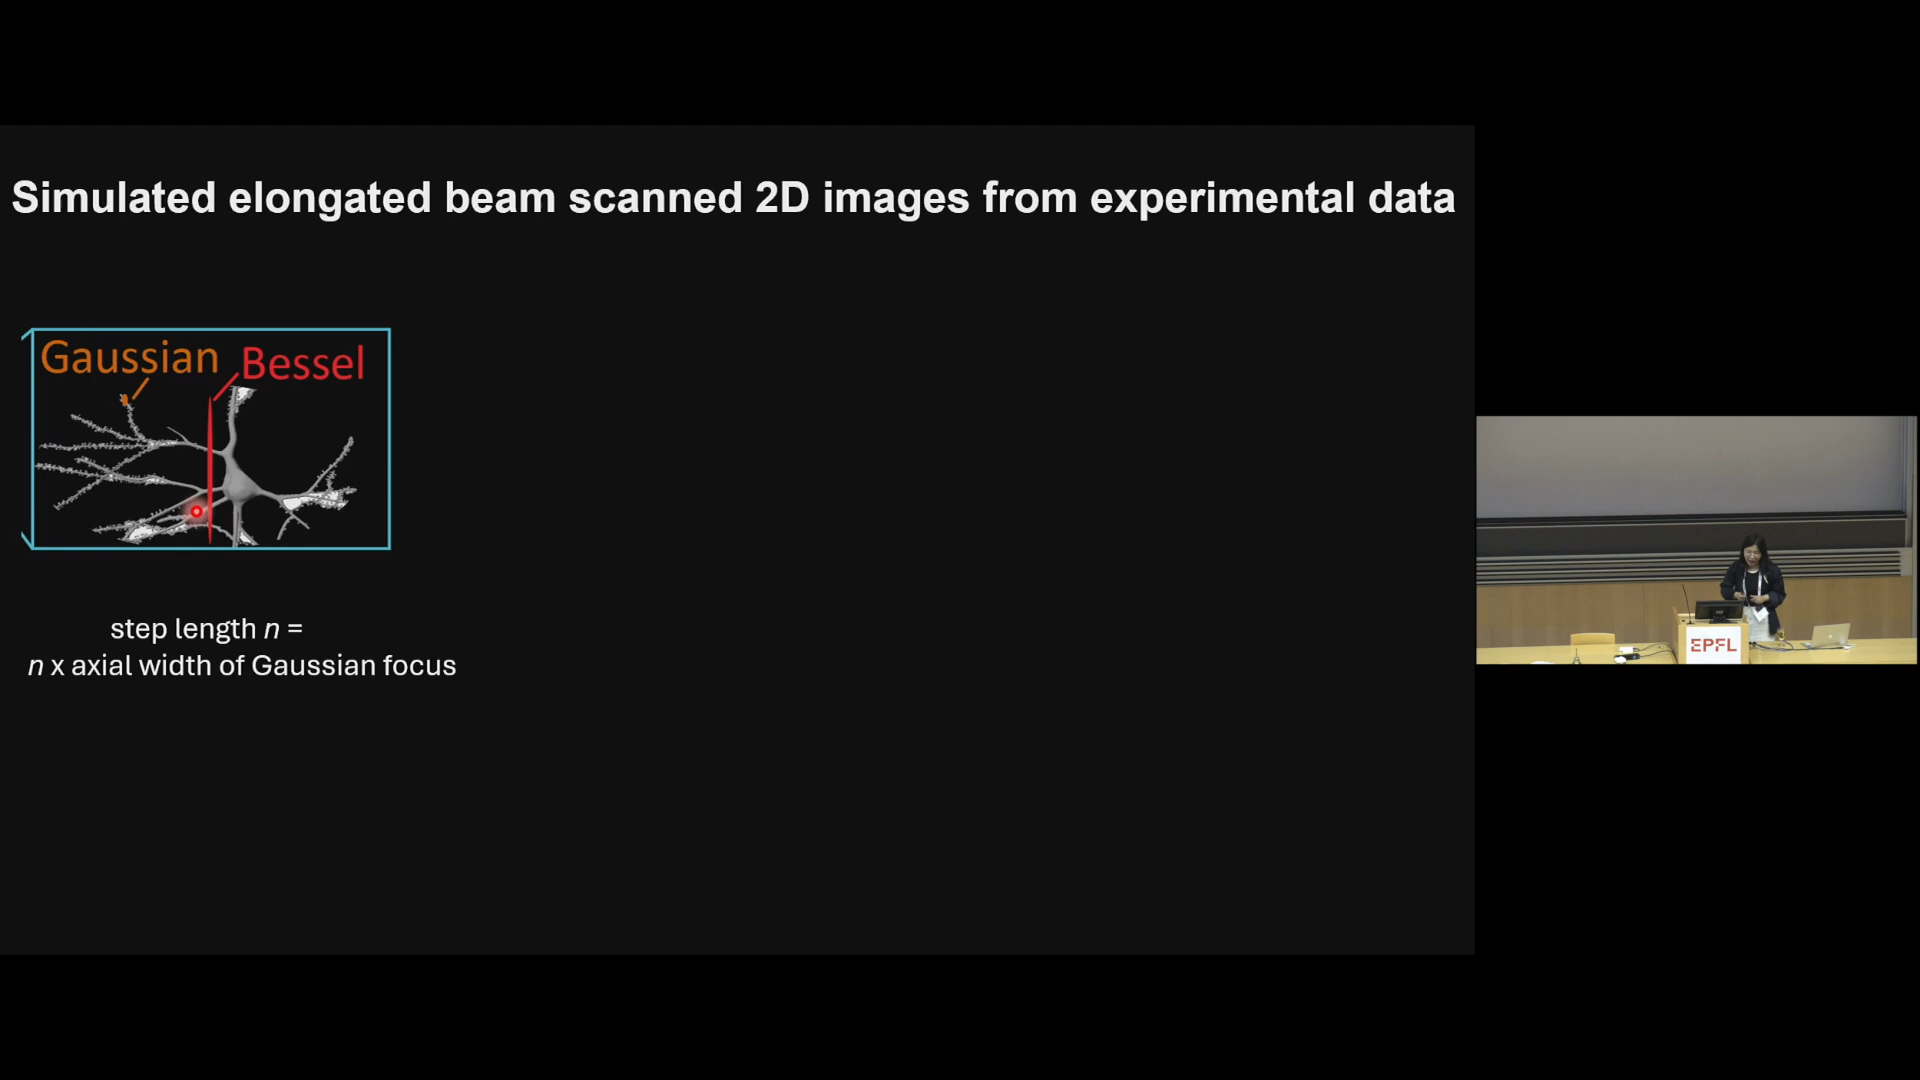 Simulated elongated beam scanned 2D images from experimental data
Gaussian
Bessel
step length n =
n x axial width of Gaussian focus
EPFL